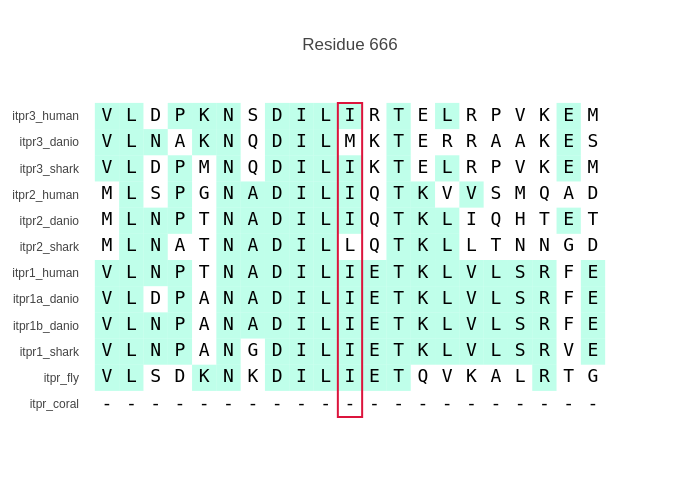 Residue 666
itpr3_human V L D P K N S D I L I R T E L R P V K E M
itpr3_danio V L N A K N Q D I L M K T E R R A A K E S
itpr3_shark V L D P M N Q D I L I K T E L R P V K E M
itpr2_human M L S P G N A D I L I Q T K V V S M Q A D
itpr2_danio M L N P T N A D I L I Q T K L I Q H T E T
itpr2_shark M L N A T N A D I L L Q T K L L T N N G D
itpr1_human V L N P T N A D I L I E T K L V L S R F E
itpr1a_danio V L D P A N A D I L I E T K L V L S R F E
itpr1b_danio V L N P A N A D I L I E T K L V L S R F E
itpr1_shark V L N P A N G D I L I E T K L V L S R V E
itpr_fly V L S D K N K D I L I E T Q V K A L R T G
itpr_coral - - - - - - - - - - - - - - - - - - - - -